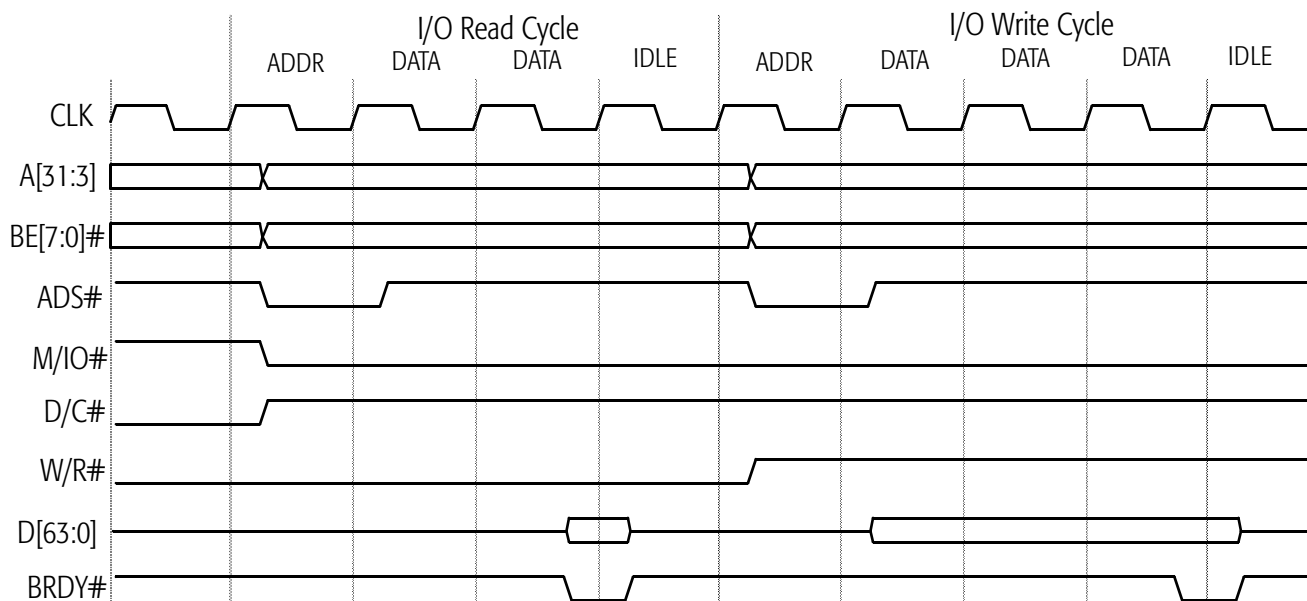 I/O Read Cycle
I/O Write Cycle
ADDR DATA DATA IDLE ADDR DATA DATA DATA IDLE
CLK
A[31:3]
BE[7:0]#
ADS#
M/IO#
D/C#
W/R#
D[63:0]
BRDY#